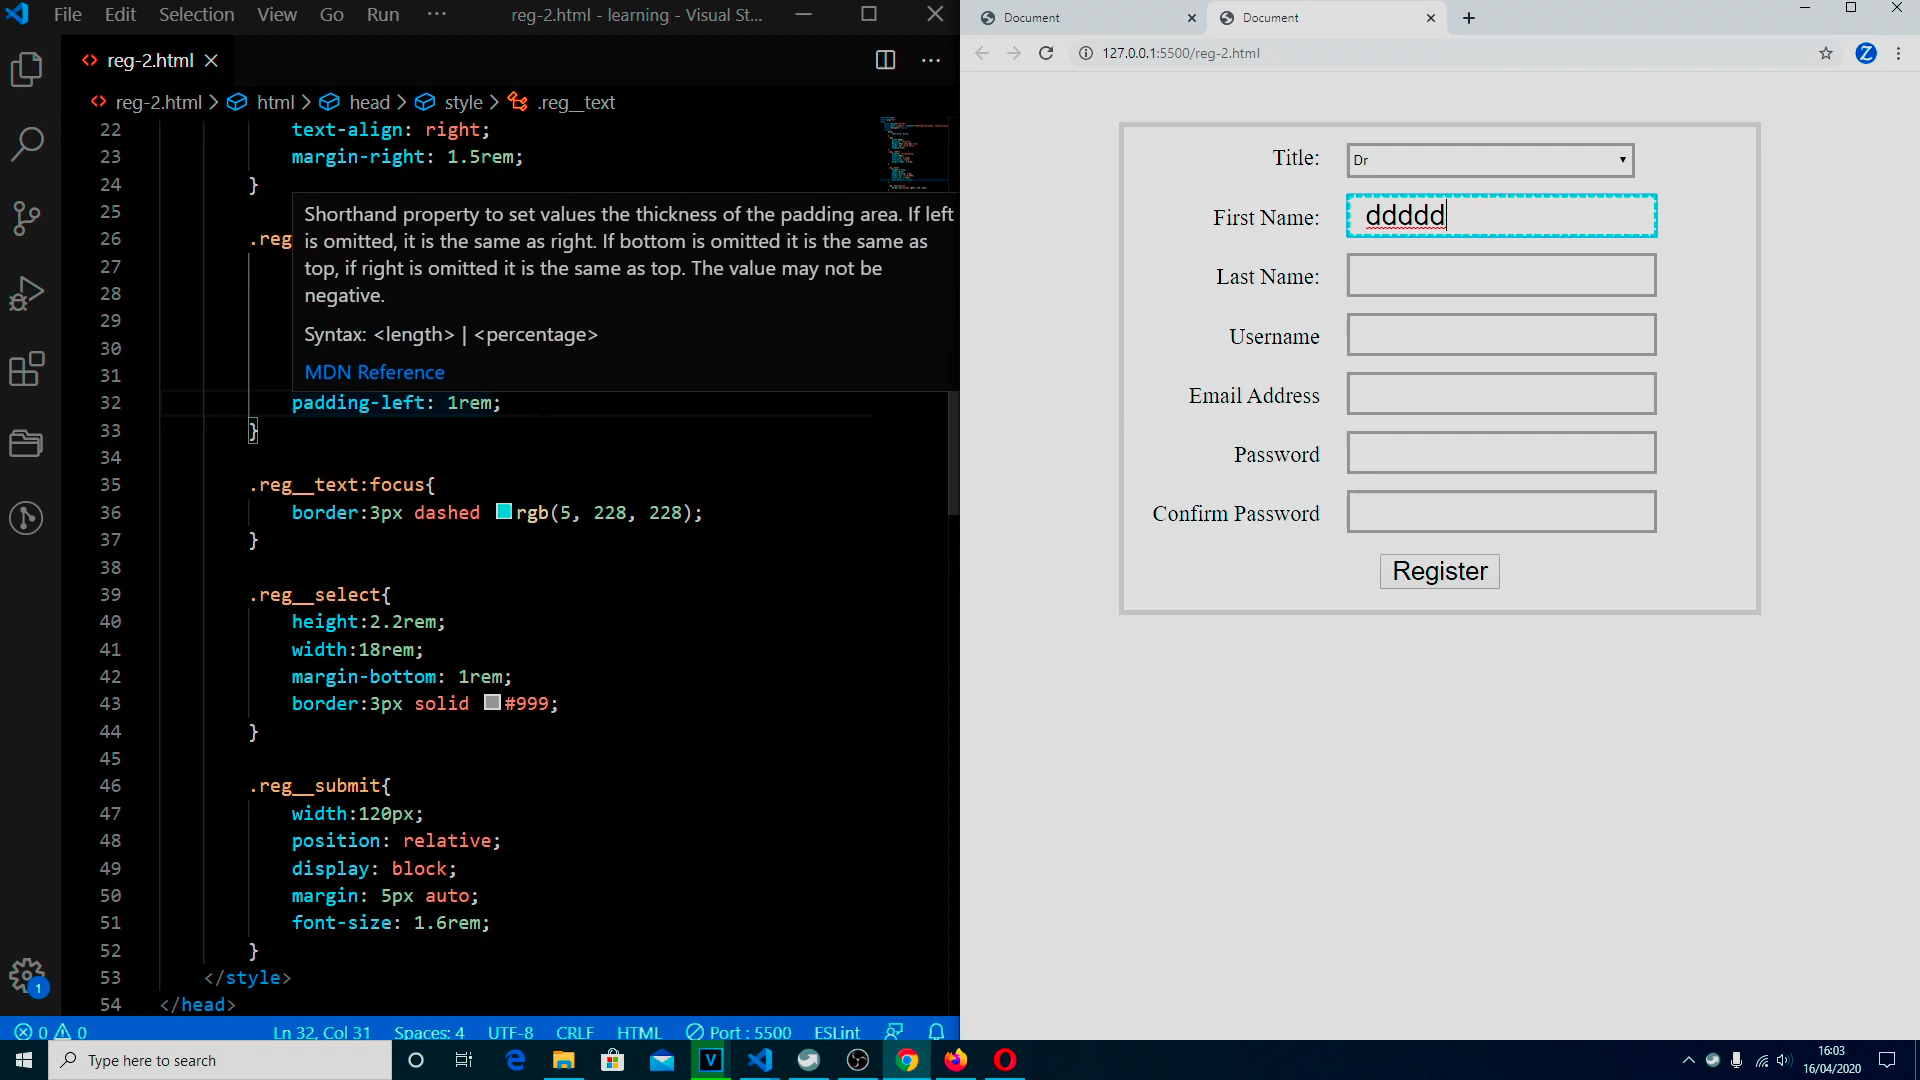 File Edit Selection View Go Run ··· reg-2.html - learning - Visual St...
reg-2.html
reg-2.html > html > head > style > .reg__text
22 text-align: right;
23 margin-right: 1.5rem;
24 }
25
26 .reg
27
28
29
30
31
Shorthand property to set values the thickness of the padding area. If left
is omitted, it is the same as right. If bottom is omitted it is the same as
top, if right is omitted it is the same as top. The value may not be
negative.
Syntax: <length> | <percentage>
MDN Reference
32 padding-left: 1rem;
33 }
34
35 .reg__text:focus{
36 border:3px dashed rgb(5, 228, 228);
37 }
38
39 .reg__select{
40 height:2.2rem;
41 width:18rem;
42 margin-bottom: 1rem;
43 border:3px solid #999;
44 }
45
46 .reg__submit{
47 width:120px;
48 position: relative;
49 display: block;
50 margin: 5px auto;
51 font-size: 1.6rem;
52 }
53 </style>
54 </head>
1
0 0 Ln 32, Col 31 Spaces: 4 UTF-8 CRLF HTML Port : 5500 ESLint
Document Document
127.0.0.1:5500/reg-2.html
Title: Dr
First Name: ddddd
Last Name:
Username
Email Address
Password
Confirm Password
Register
Type here to search
16:03
16/04/2020